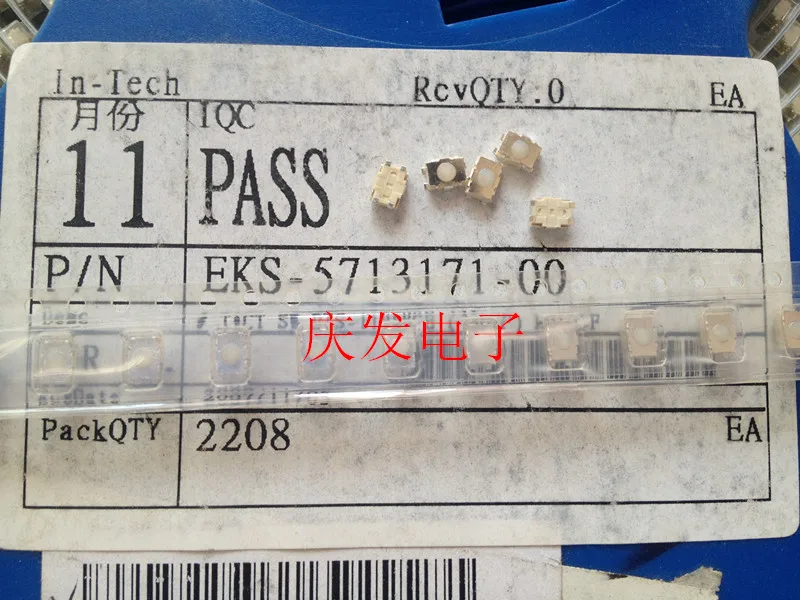 In-Tech RcvQTY.0 EA
月份 IQC
11 PASS
P/N EKS-5713171-00
庆发电子
R
PackQTY 2208 EA